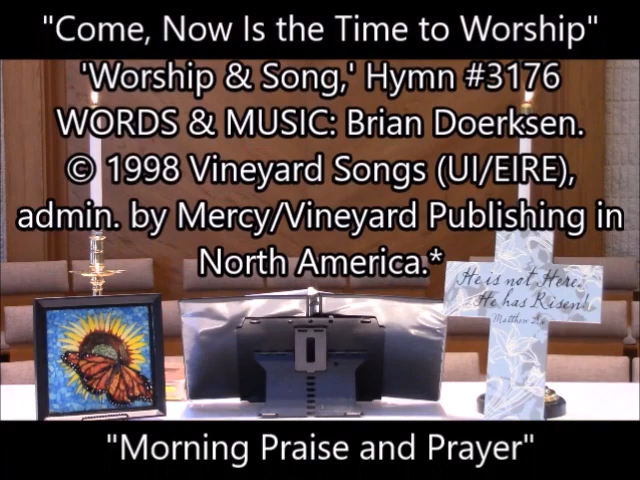 "Come, Now Is the Time to Worship"
'Worship & Song,' Hymn #3176
WORDS & MUSIC: Brian Doerksen.
© 1998 Vineyard Songs (UI/EIRE),
admin. by Mercy/Vineyard Publishing in
North America.*
He is not Here:
He has Risen!
Matthew
"Morning Praise and Prayer"